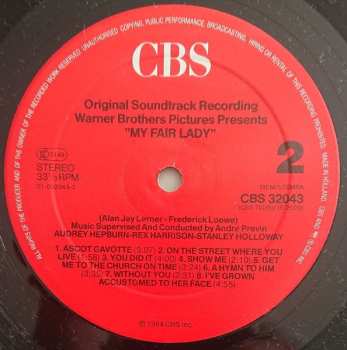 CBS
Original Soundtrack Recording
Warner Brothers Pictures Presents
"MY FAIR LADY"
STEREO
33⅓ RPM
2
CBS 32043
(Alan Jay Lerner - Frederick Loewe)
Music Supervised and Conducted by André Previn
AUDREY HEPBURN-REX HARRISON-STANLEY HOLLOWAY
1. ASCOT GAVOTTE 2. ON THE STREET WHERE YOU
LIVE (1:58) 3. YOU DID IT (4:00) 4. SHOW ME (2:10) 5. GET
ME TO THE CHURCH ON TIME (3:24) 6. A HYMN TO HIM
7. WITHOUT YOU (2:31) 8. I'VE GROWN
ACCUSTOMED TO HER FACE (4:55)
℗ 1964 CBS Inc.